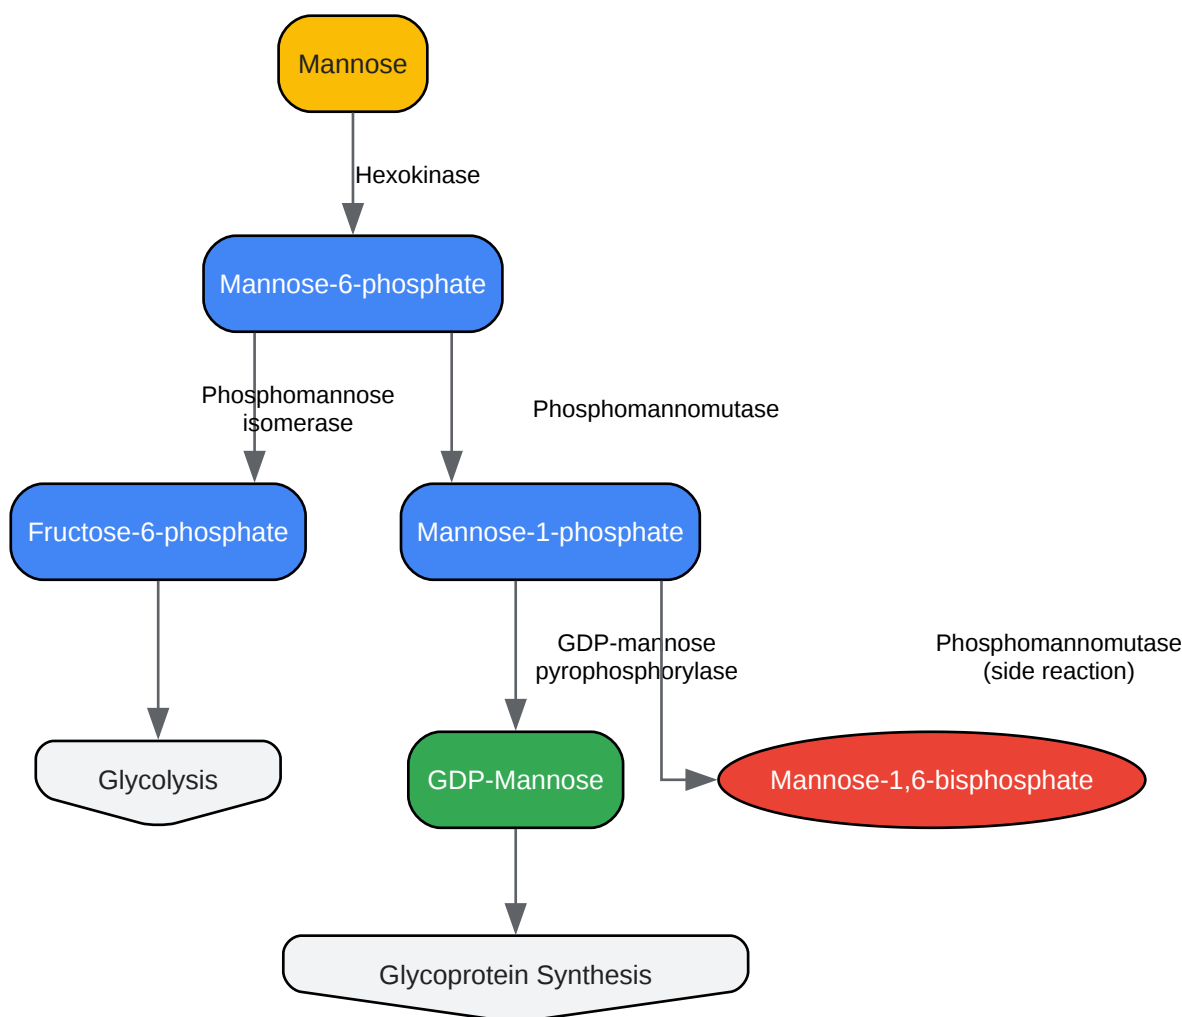 Mannose
Hexokinase
Mannose-6-phosphate
Phosphomannose
isomerase
Phosphomannomutase
Fructose-6-phosphate
Mannose-1-phosphate
GDP-mannose
pyrophosphorylase
Phosphomannomutase
(side reaction)
Glycolysis
GDP-Mannose
Mannose-1,6-bisphosphate
Glycoprotein Synthesis